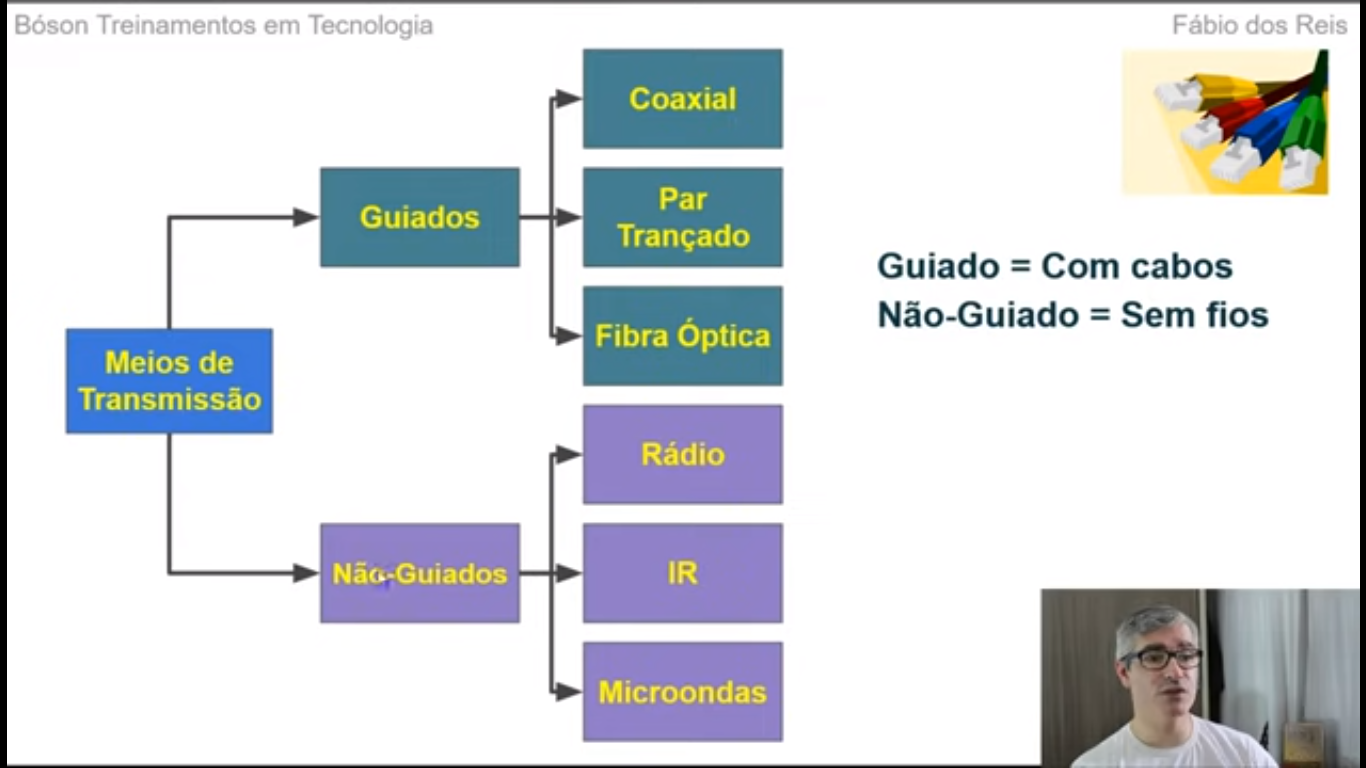 Bóson Treinamentos em Tecnologia
Fábio dos Reis
Coaxial
Par
Trançado
Guiados
Fibra Óptica
Guiado = Com cabos
Não-Guiado = Sem fios
Meios de
Transmissão
Rádio
Não-Guiados
IR
Microondas